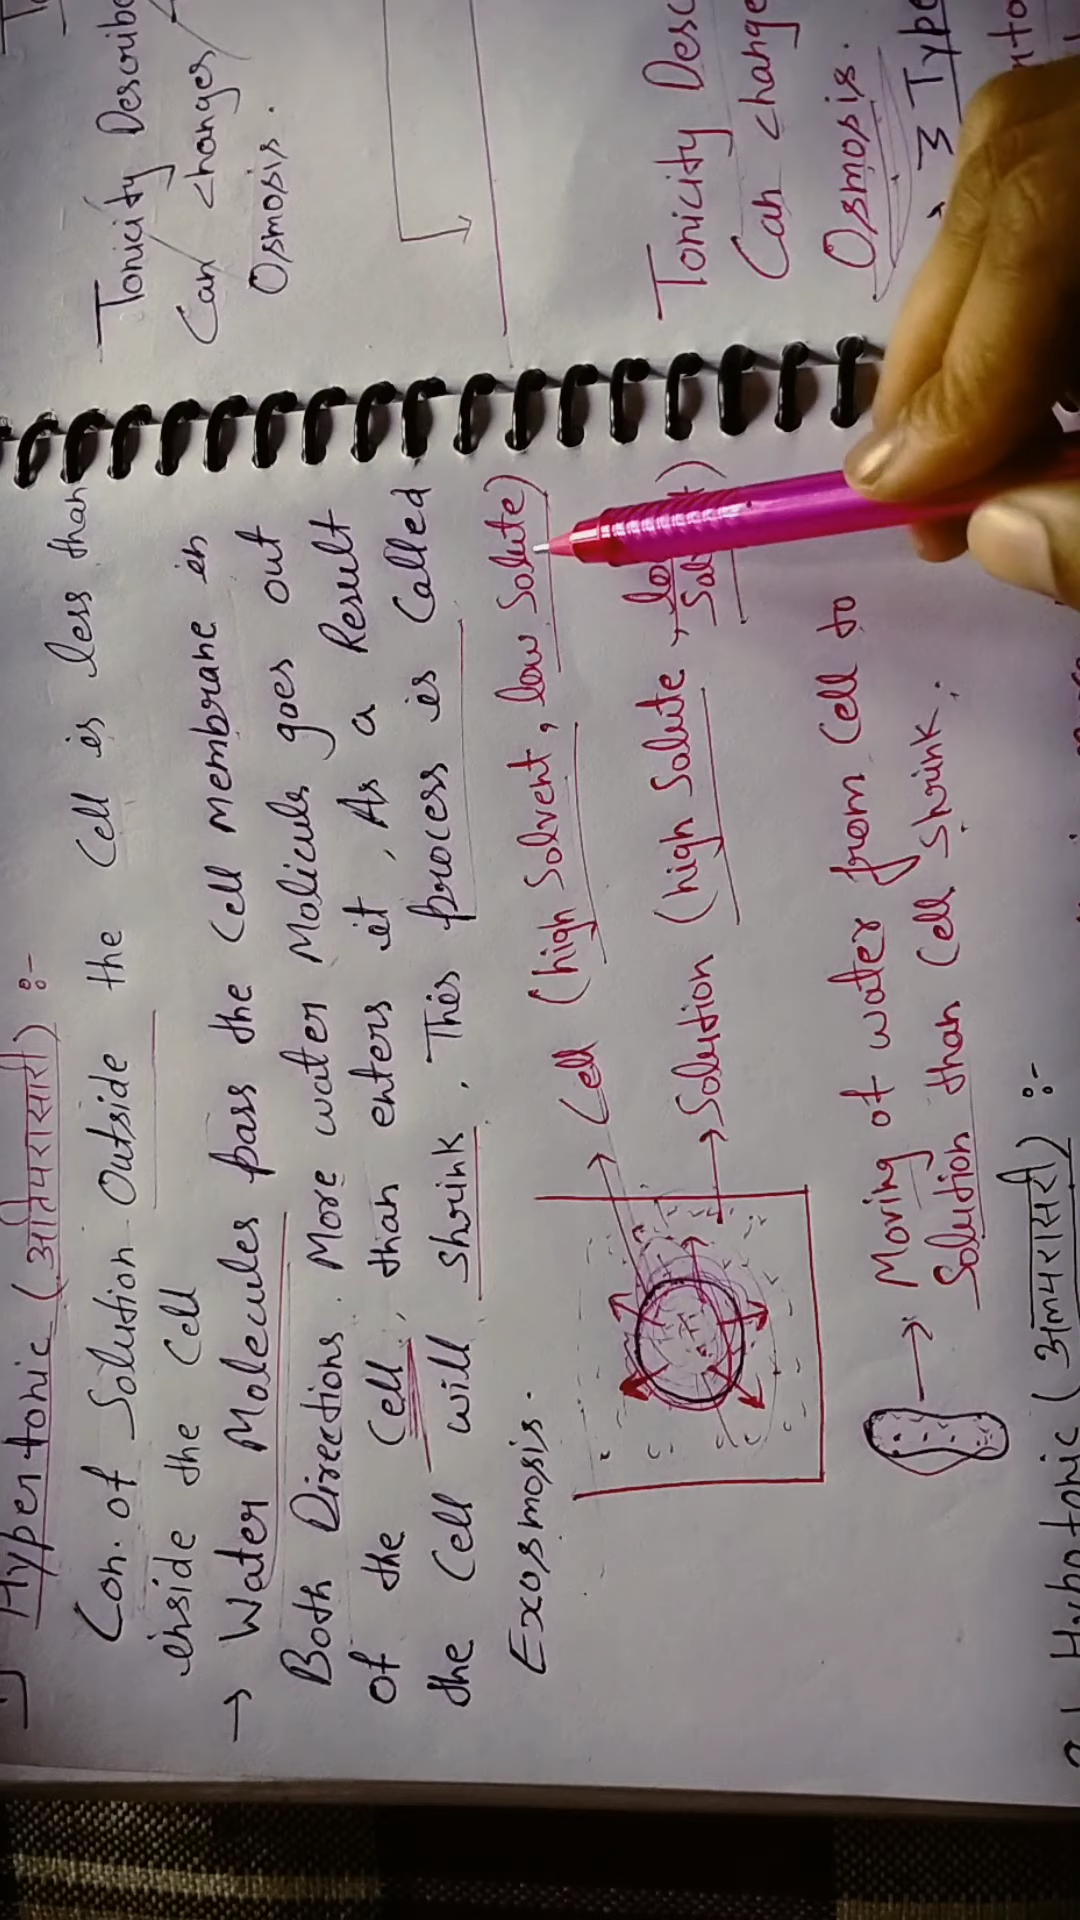 1) Hypertonic (अतिपरासारी) :-
Con. of Solution Outside the Cell is less than
inside the Cell
→ Water Molecules pass the Cell membrane in
Both Directions. More water Molicule goes out
of the Cell, than enters it, As a Result
the Cell will Shrink. This process is Called
Exosmosis.
→ Cell (high Solvent, low Solute)
→ Solution (high Solute,
→ Moving of water from Cell to
Solution than Cell Shrink.
Hypotonic (अल्परासारी) :-
Tonicity Describe
Can changes
Osmosis.
Tonicity Desc
Can change
Osmosis.
→ 3 Type